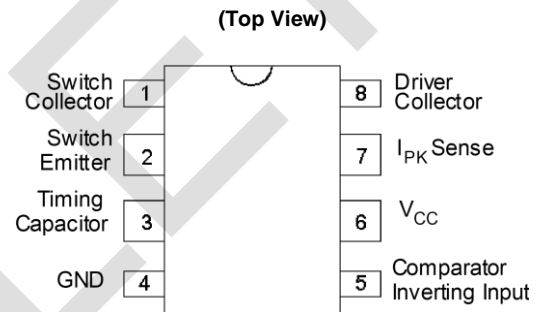 (Top View)
Switch
Collector
1
8
Driver
Collector
Switch
Emitter
2
7
IPK Sense
Timing
Capacitor
3
6
VCC
GND
4
5
Comparator
Inverting Input